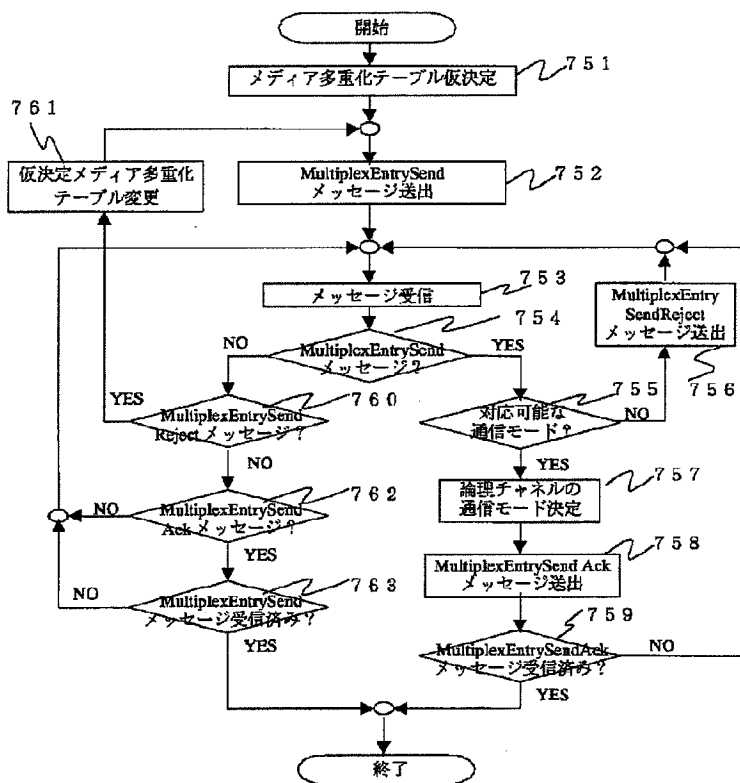 開始
メディア多重化テーブル仮決定
751
761
仮決定メディア多重化
テーブル変更
MultiplexEntrySend
メッセージ送出
752
メッセージ受信
753
MultiplexEntry
SendReject
メッセージ送出
756
754
NO
MultiplexEntrySend
メッセージ?
YES
YES
760
MultiplexEntrySend
Reject メッセージ?
755
対応可能な
通信モード?
NO
NO
YES
757
論理チャネルの
通信モード決定
762
NO
MultiplexEntrySend
Ack メッセージ?
YES
758
MultiplexEntrySend Ack
メッセージ送出
763
NO
MultiplexEntrySend
メッセージ受信済み?
YES
759
MultiplexEntrySendAck
メッセージ受信済み?
NO
YES
終了